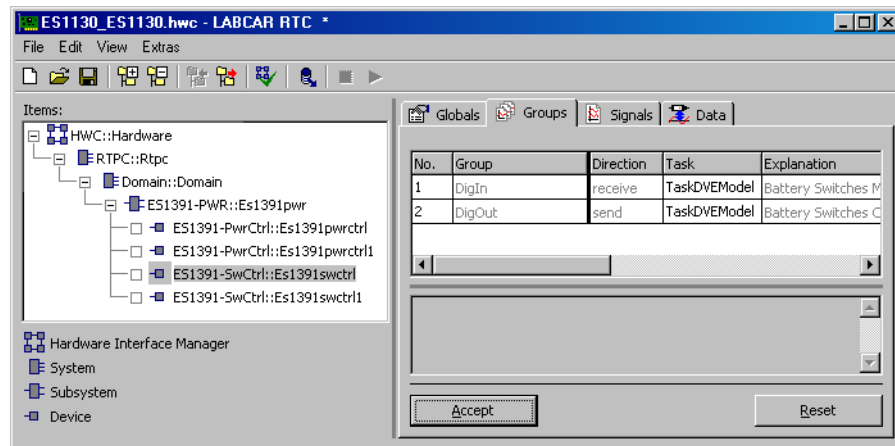 ES1130_ES1130.hwc - LABCAR RTC *
File Edit View Extras
Items:
HWC::Hardware
RTPC::Rtpc
Domain::Domain
ES1391-PWR::Es1391pwr
ES1391-PwrCtrl::Es1391pwrctrl
ES1391-PwrCtrl::Es1391pwrctrl1
ES1391-SwCtrl::Es1391swctrl
ES1391-SwCtrl::Es1391swctrl1
Hardware Interface Manager
System
Subsystem
Device
Globals Groups Signals Data
No. Group Direction Task Explanation
1 DigIn receive TaskDVEModel Battery Switches M
2 DigOut send TaskDVEModel Battery Switches C
Accept Reset